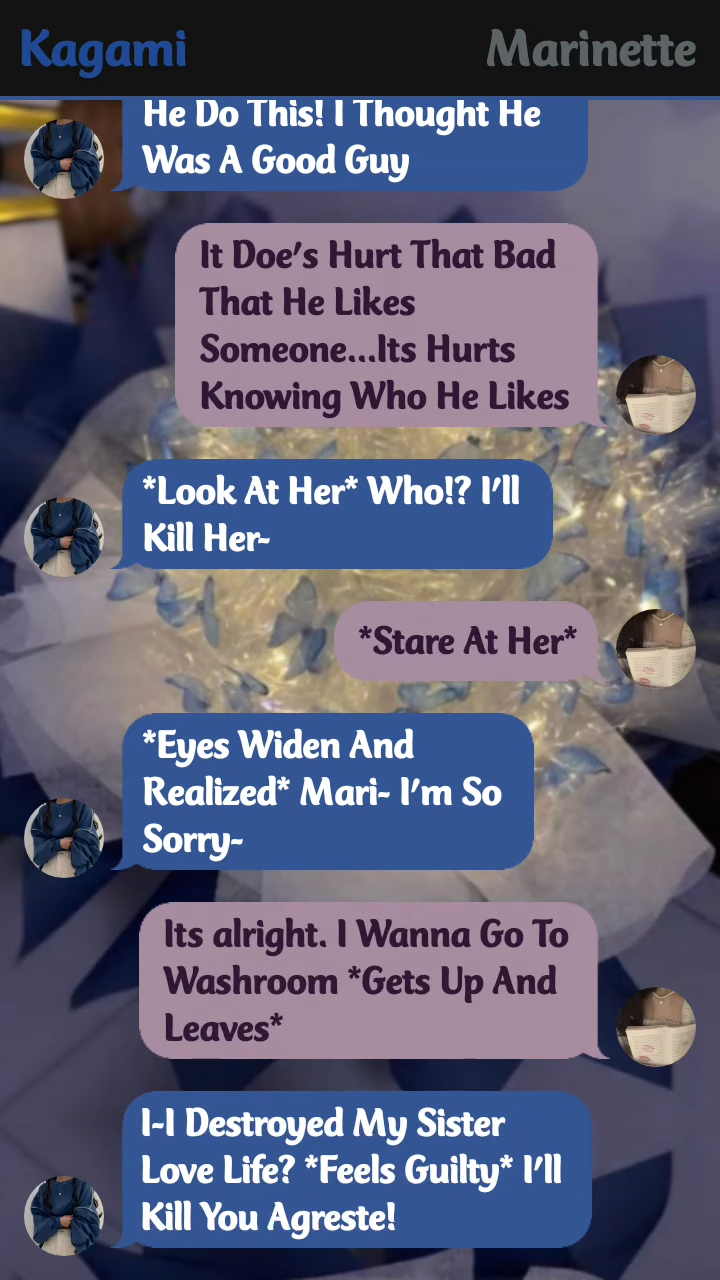 Kagami Marinette
He Do This! I Thought He
Was A Good Guy
It Doe's Hurt That Bad
That He Likes
Someone...Its Hurts
Knowing Who He Likes
*Look At Her* Who!? I'll
Kill Her-
*Stare At Her*
*Eyes Widen And
Realized* Mari- I'm So
Sorry-
Its alright. I Wanna Go To
Washroom *Gets Up And
Leaves*
I-I Destroyed My Sister
Love Life? *Feels Guilty* I'll
Kill You Agreste!